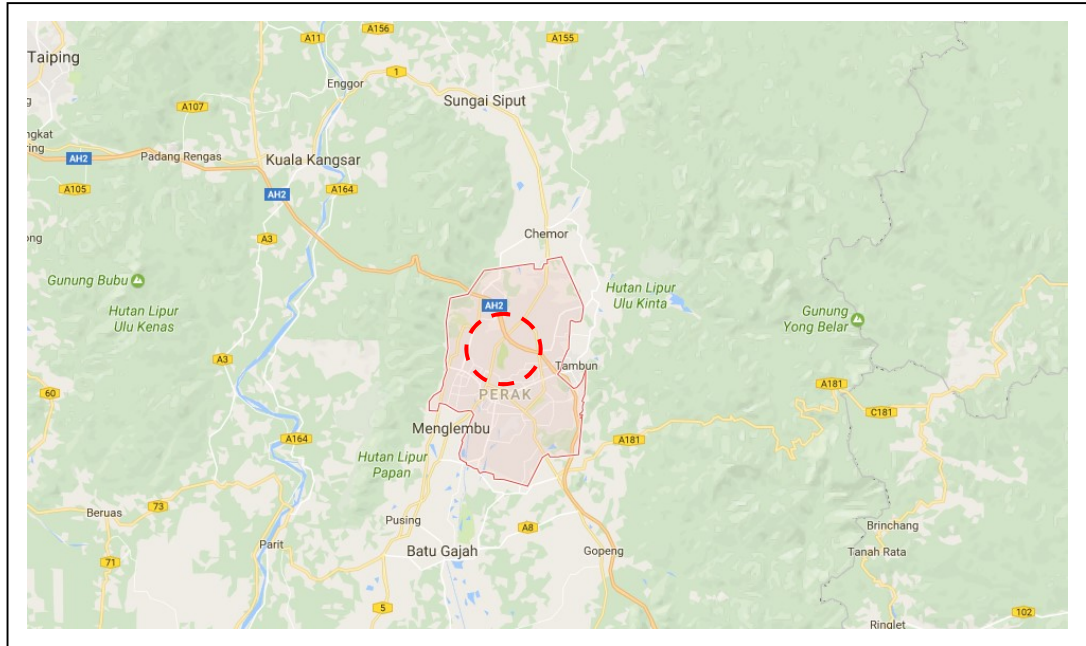 A156
A11
A155
Taiping
1
Enggor
Sungai Siput
A107
ngkat
ring
AH2
Padang Rengas
Kuala Kangsar
A105
AH2
A164
ong
A3
Chemor
Gunung Bubu
Hutan Lipur
Ulu Kenas
Hutan Lipur
Ulu Kinta
AH2
Gunung
Yong Belar
A3
Tambun
60
PERAK
A181
C181
Menglembu
A164
A181
Hutan Lipur
Papan
73
Beruas
Pusing
A8
Brinchang
Parit
Batu Gajah
Gopeng
Tanah Rata
71
5
102
Ringlet